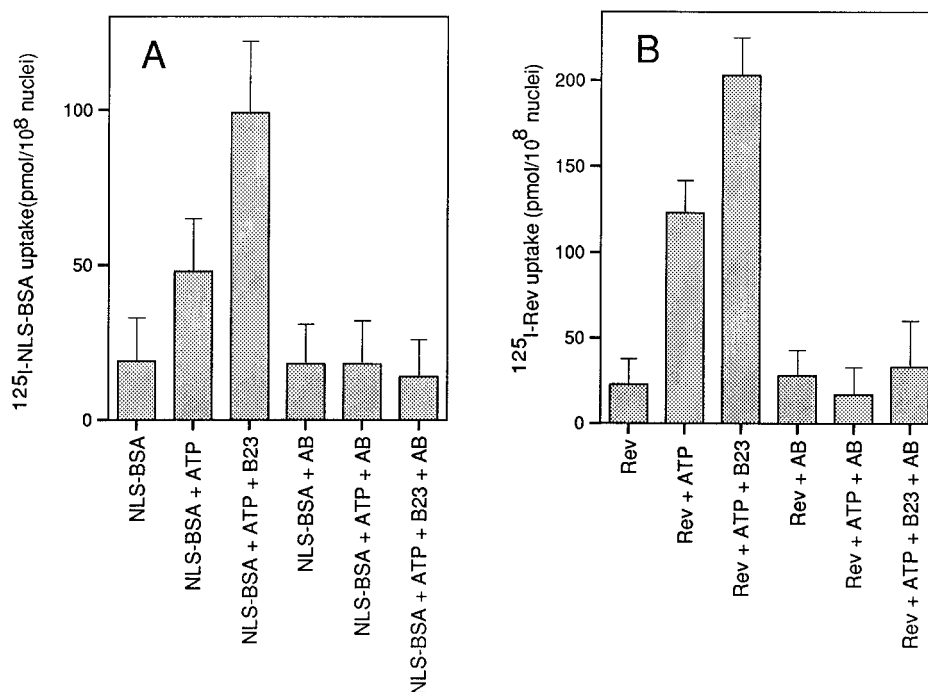 A
125I-NLS-BSA uptake(pmol/108 nuclei)
100
50
0
NLS-BSA
NLS-BSA + ATP
NLS-BSA + ATP + B23
NLS-BSA + AB
NLS-BSA + ATP + AB
NLS-BSA + ATP + B23 + AB
B
125I-Rev uptake (pmol/108 nuclei)
200
150
100
50
0
Rev
Rev + ATP
Rev + ATP + B23
Rev + AB
Rev + ATP + AB
Rev + ATP + B23 + AB